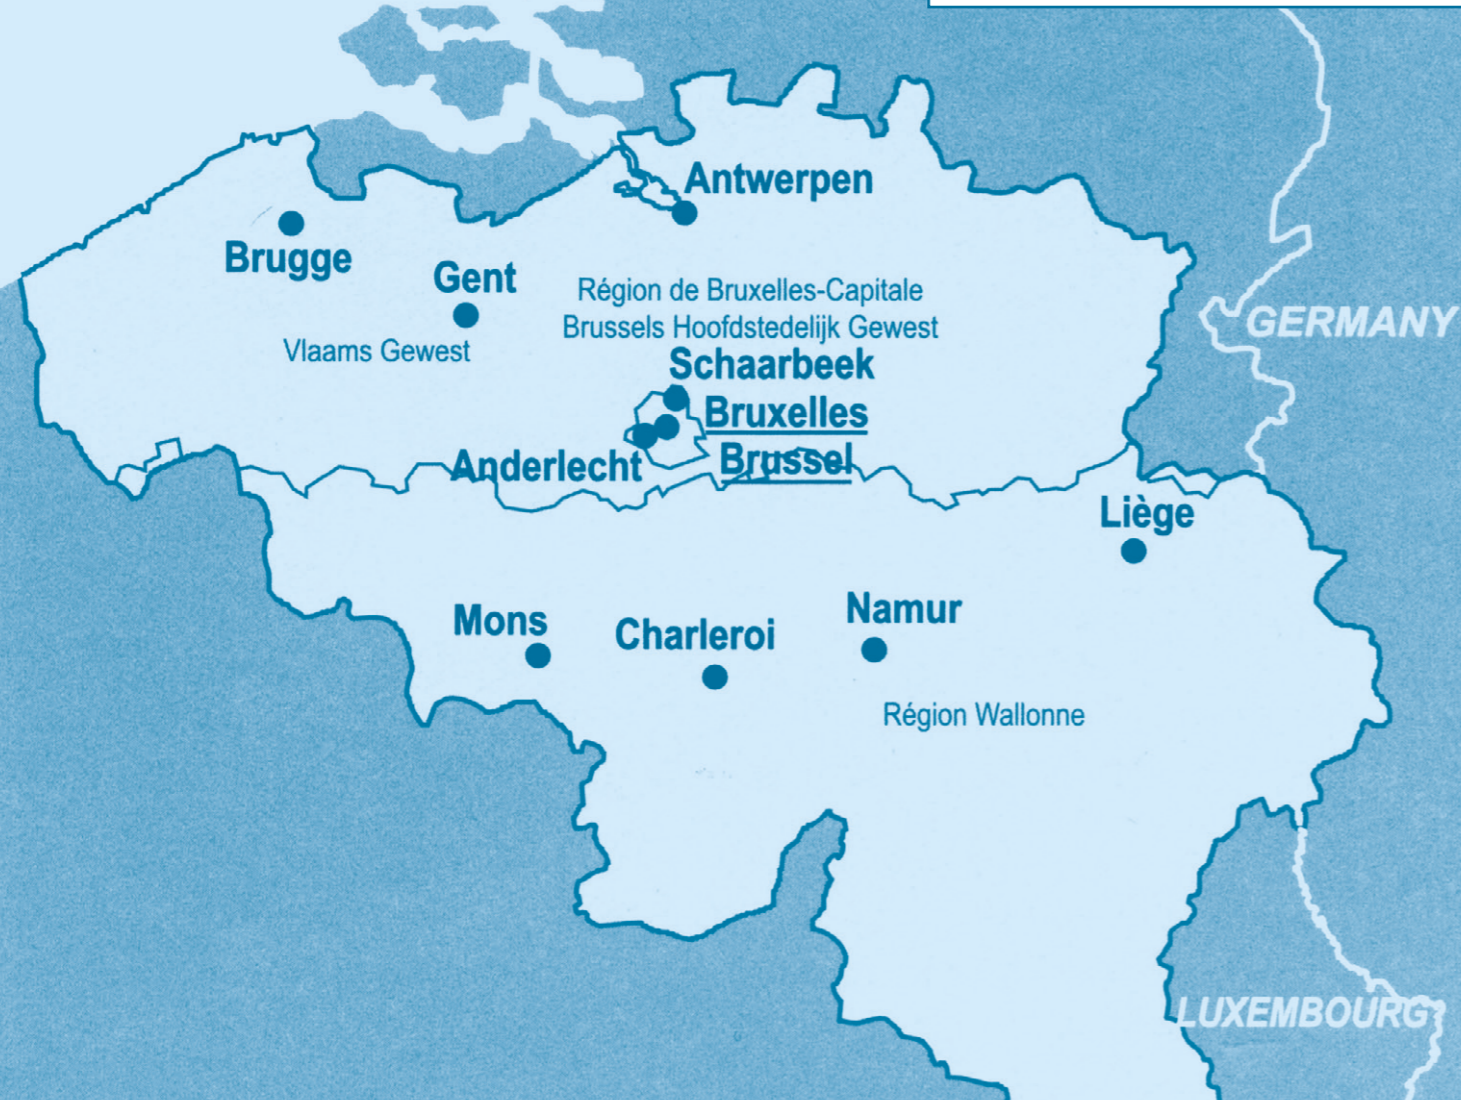 Antwerpen
Brugge
Gent
Région de Bruxelles-Capitale
Brussels Hoofdstedelijk Gewest
GERMANY
Vlaams Gewest
Schaarbeek
Bruxelles
Anderlecht
Brussel
Liège
Mons
Charleroi
Namur
Région Wallonne
LUXEMBOURG